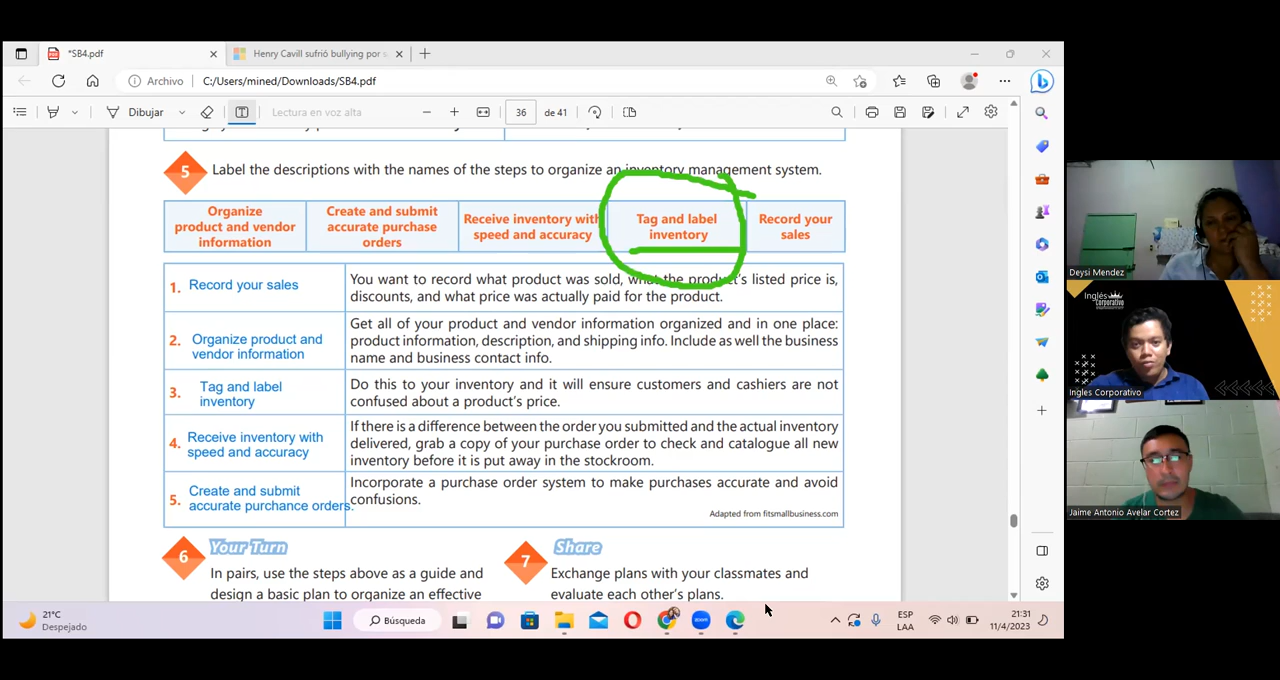 *SB4.pdf
Henry Cavill sufrió bullying por s
Archivo
C:/Users/mined/Downloads/SB4.pdf
Dibujar
Lectura en voz alta
36
de 41
5
Label the descriptions with the names of the steps to organize an inventory management system.
Organize
product and vendor
information
Create and submit
accurate purchase
orders
Receive inventory with
speed and accuracy
Tag and label
inventory
Record your
sales
1. Record your sales
You want to record what product was sold, what the product's listed price is,
discounts, and what price was actually paid for the product.
2. Organize product and
vendor information
Get all of your product and vendor information organized and in one place:
product information, description, and shipping info. Include as well the business
name and business contact info.
3. Tag and label
inventory
Do this to your inventory and it will ensure customers and cashiers are not
confused about a product's price.
4. Receive inventory with
speed and accuracy
If there is a difference between the order you submitted and the actual inventory
delivered, grab a copy of your purchase order to check and catalogue all new
inventory before it is put away in the stockroom.
5. Create and submit
accurate purchance orders.
Incorporate a purchase order system to make purchases accurate and avoid
confusions.
Adapted from fitsmallbusiness.com
6
Your Turn
In pairs, use the steps above as a guide and
design a basic plan to organize an effective
7
Share
Exchange plans with your classmates and
evaluate each other's plans.
21°C
Despejado
Búsqueda
zoom
ESP
LAA
21:31
11/4/2023
Deysi Mendez
Inglés
Corporativo
Ingles Corporativo
Jaime Antonio Avelar Cortez